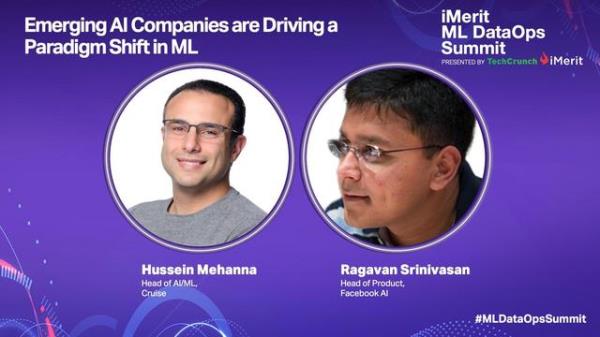 Emerging AI Companies are Driving a
Paradigm Shift in ML
iMerit
ML DataOps
Summit
PRESENTED BY TechCrunch iMerit
Hussein Mehanna
Head of AI/ML,
Cruise
Ragavan Srinivasan
Head of Product,
Facebook AI
#MLDataOpsSummit